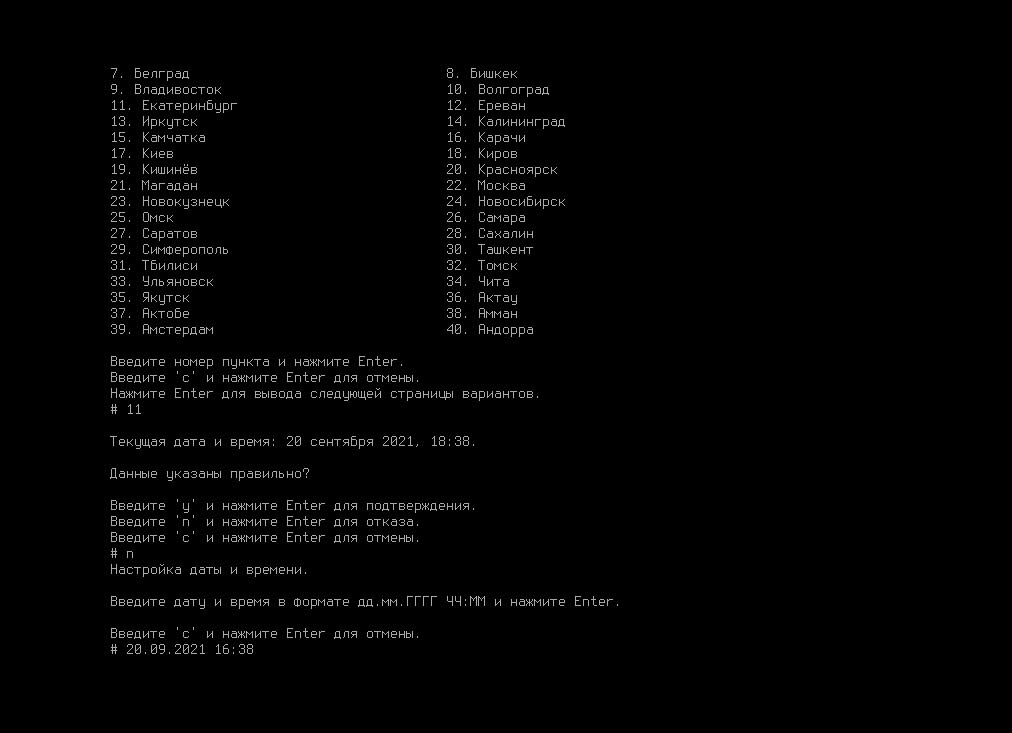 7. Белград 8. Бишкек
9. Владивосток 10. Волгоград
11. Екатеринбург 12. Ереван
13. Иркутск 14. Калининград
15. Камчатка 16. Карачи
17. Киев 18. Киров
19. Кишинёв 20. Красноярск
21. Магадан 22. Москва
23. Новокузнецк 24. Новосибирск
25. Омск 26. Самара
27. Саратов 28. Сахалин
29. Симферополь 30. Ташкент
31. Тбилиси 32. Томск
33. Ульяновск 34. Чита
35. Якутск 36. Актау
37. Актобе 38. Амман
39. Амстердам 40. Андорра
Введите номер пункта и нажмите Enter.
Введите 'c' и нажмите Enter для отмены.
Нажмите Enter для вывода следующей страницы вариантов.
# 11
Текущая дата и время: 20 сентября 2021, 18:38.
Данные указаны правильно?
Введите 'y' и нажмите Enter для подтверждения.
Введите 'n' и нажмите Enter для отказа.
Введите 'c' и нажмите Enter для отмены.
# n
Настройка даты и времени.
Введите дату и время в формате дд.мм.ГГГГ ЧЧ:ММ и нажмите Enter.
Введите 'c' и нажмите Enter для отмены.
# 20.09.2021 16:38